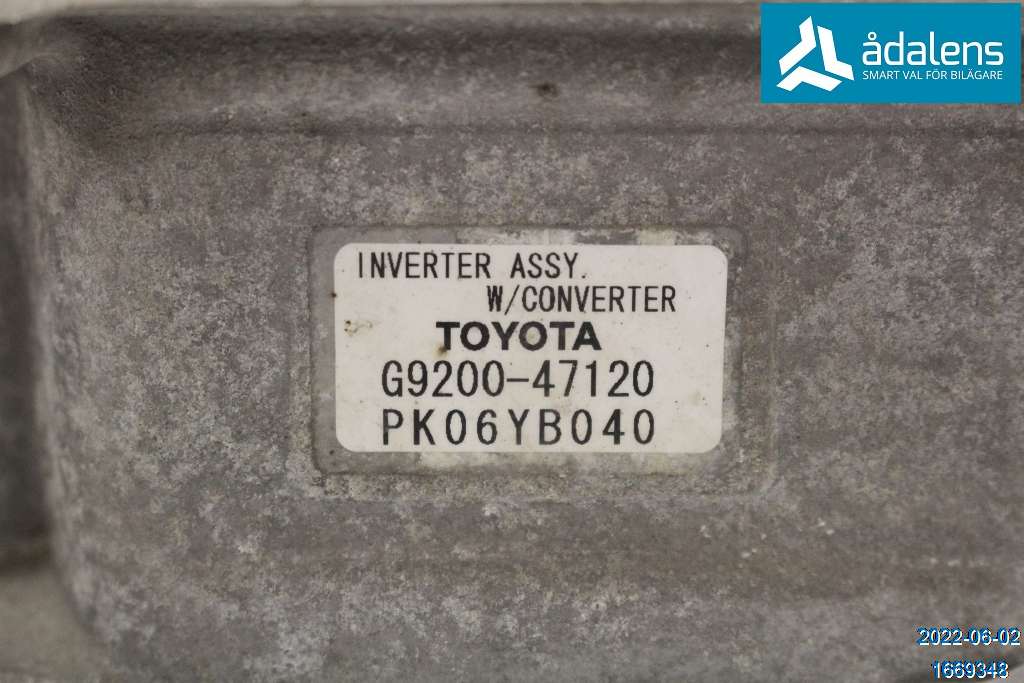 ådalens
SMART VAL FÖR BILÄGARE
INVERTER ASSY.
W/CONVERTER
TOYOTA
G9200-47120
PK06YB040
2022-06-02
1669348